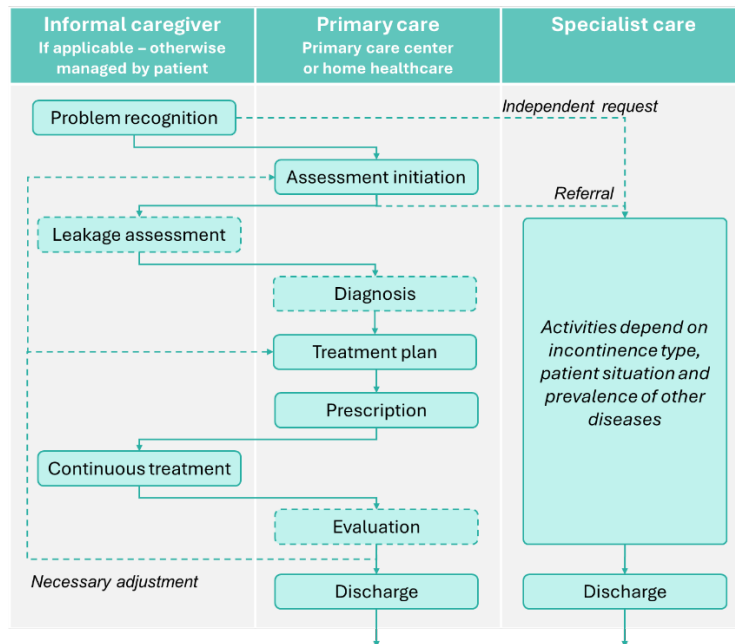 Informal caregiver
If applicable – otherwise
managed by patient
Primary care
Primary care center
or home healthcare
Specialist care
Problem recognition
Independent request
Assessment initiation
Referral
Leakage assessment
Diagnosis
Treatment plan
Prescription
Continuous treatment
Evaluation
Activities depend on
incontinence type,
patient situation and
prevalence of other
diseases
Necessary adjustment
Discharge
Discharge